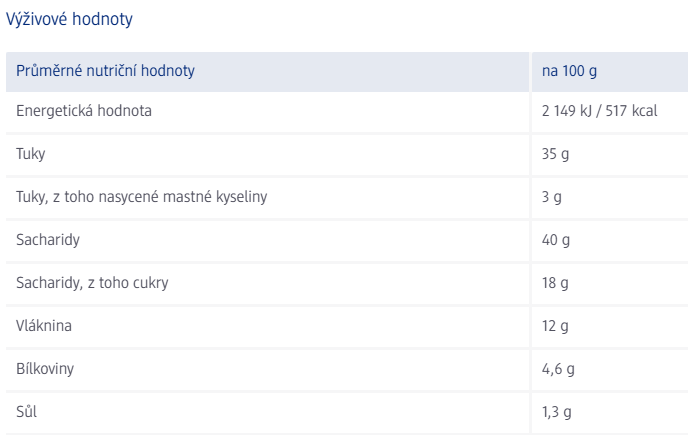 Výživové hodnoty
Průměrné nutriční hodnoty na 100 g
Energetická hodnota 2 149 kJ / 517 kcal
Tuky 35 g
Tuky, z toho nasycené mastné kyseliny 3 g
Sacharidy 40 g
Sacharidy, z toho cukry 18 g
Vláknina 12 g
Bílkoviny 4,6 g
Sůl 1,3 g